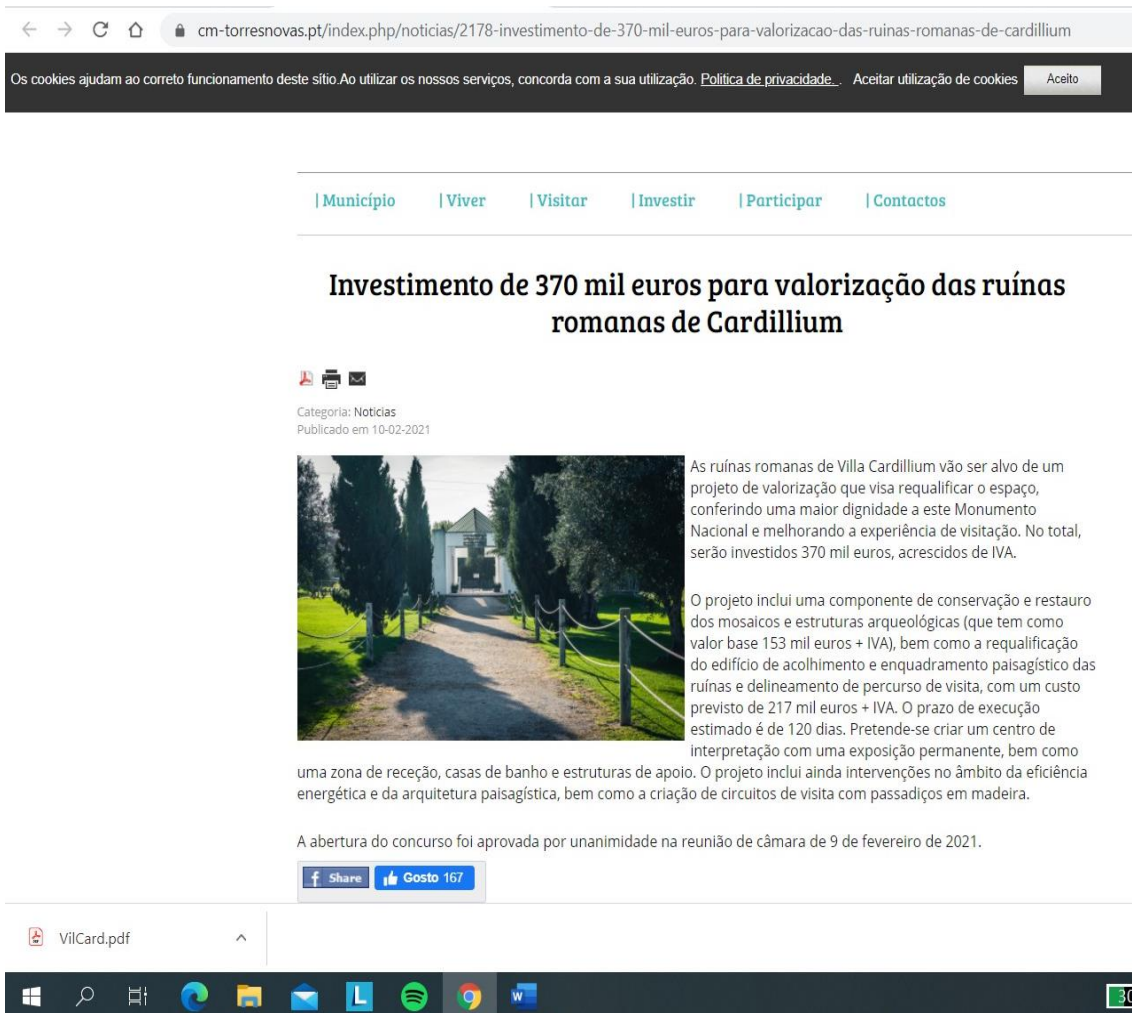 cm-torresnovas.pt/index.php/noticias/2178-investimento-de-370-mil-euros-para-valorizacao-das-ruinas-romanas-de-cardillium
Os cookies ajudam ao correto funcionamento deste sítio.Ao utilizar os nossos serviços, concorda com a sua utilização. Politica de privacidade. . Aceitar utilização de cookies Aceito
| Município | Viver | Visitar | Investir | Participar | Contactos
Investimento de 370 mil euros para valorização das ruínas
romanas de Cardillium
Categoria: Noticias
Publicado em 10-02-2021
As ruínas romanas de Villa Cardillium vão ser alvo de um
projeto de valorização que visa requalificar o espaço,
conferindo uma maior dignidade a este Monumento
Nacional e melhorando a experiência de visitação. No total,
serão investidos 370 mil euros, acrescidos de IVA.
O projeto inclui uma componente de conservação e restauro
dos mosaicos e estruturas arqueológicas (que tem como
valor base 153 mil euros + IVA), bem como a requalificação
do edifício de acolhimento e enquadramento paisagístico das
ruínas e delineamento de percurso de visita, com um custo
previsto de 217 mil euros + IVA. O prazo de execução
estimado é de 120 dias. Pretende-se criar um centro de
interpretação com uma exposição permanente, bem como
uma zona de receção, casas de banho e estruturas de apoio. O projeto inclui ainda intervenções no âmbito da eficiência
energética e da arquitetura paisagística, bem como a criação de circuitos de visita com passadiços em madeira.
A abertura do concurso foi aprovada por unanimidade na reunião de câmara de 9 de fevereiro de 2021.
f Share Gosto 167
VilCard.pdf
L W 30